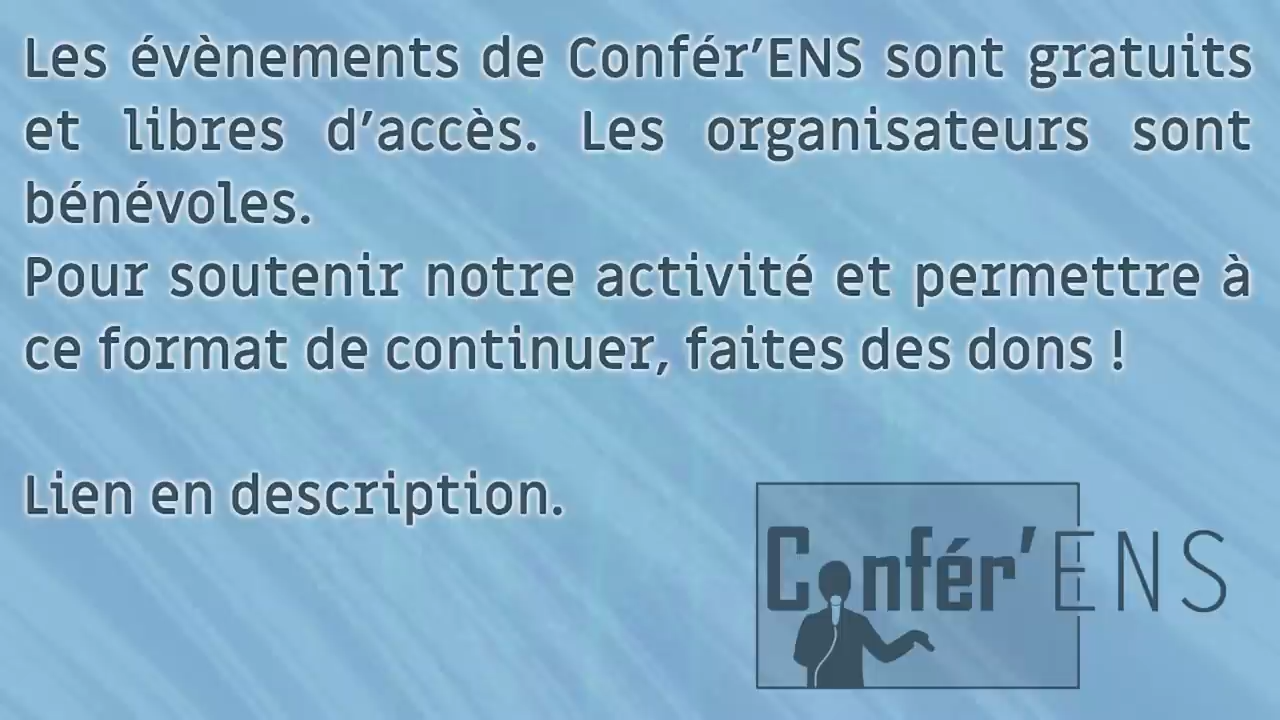 Les évènements de Confér'ENS sont gratuits
et libres d'accès. Les organisateurs sont
bénévoles.
Pour soutenir notre activité et permettre à
ce format de continuer, faites des dons !
Lien en description.
Confér'ENS